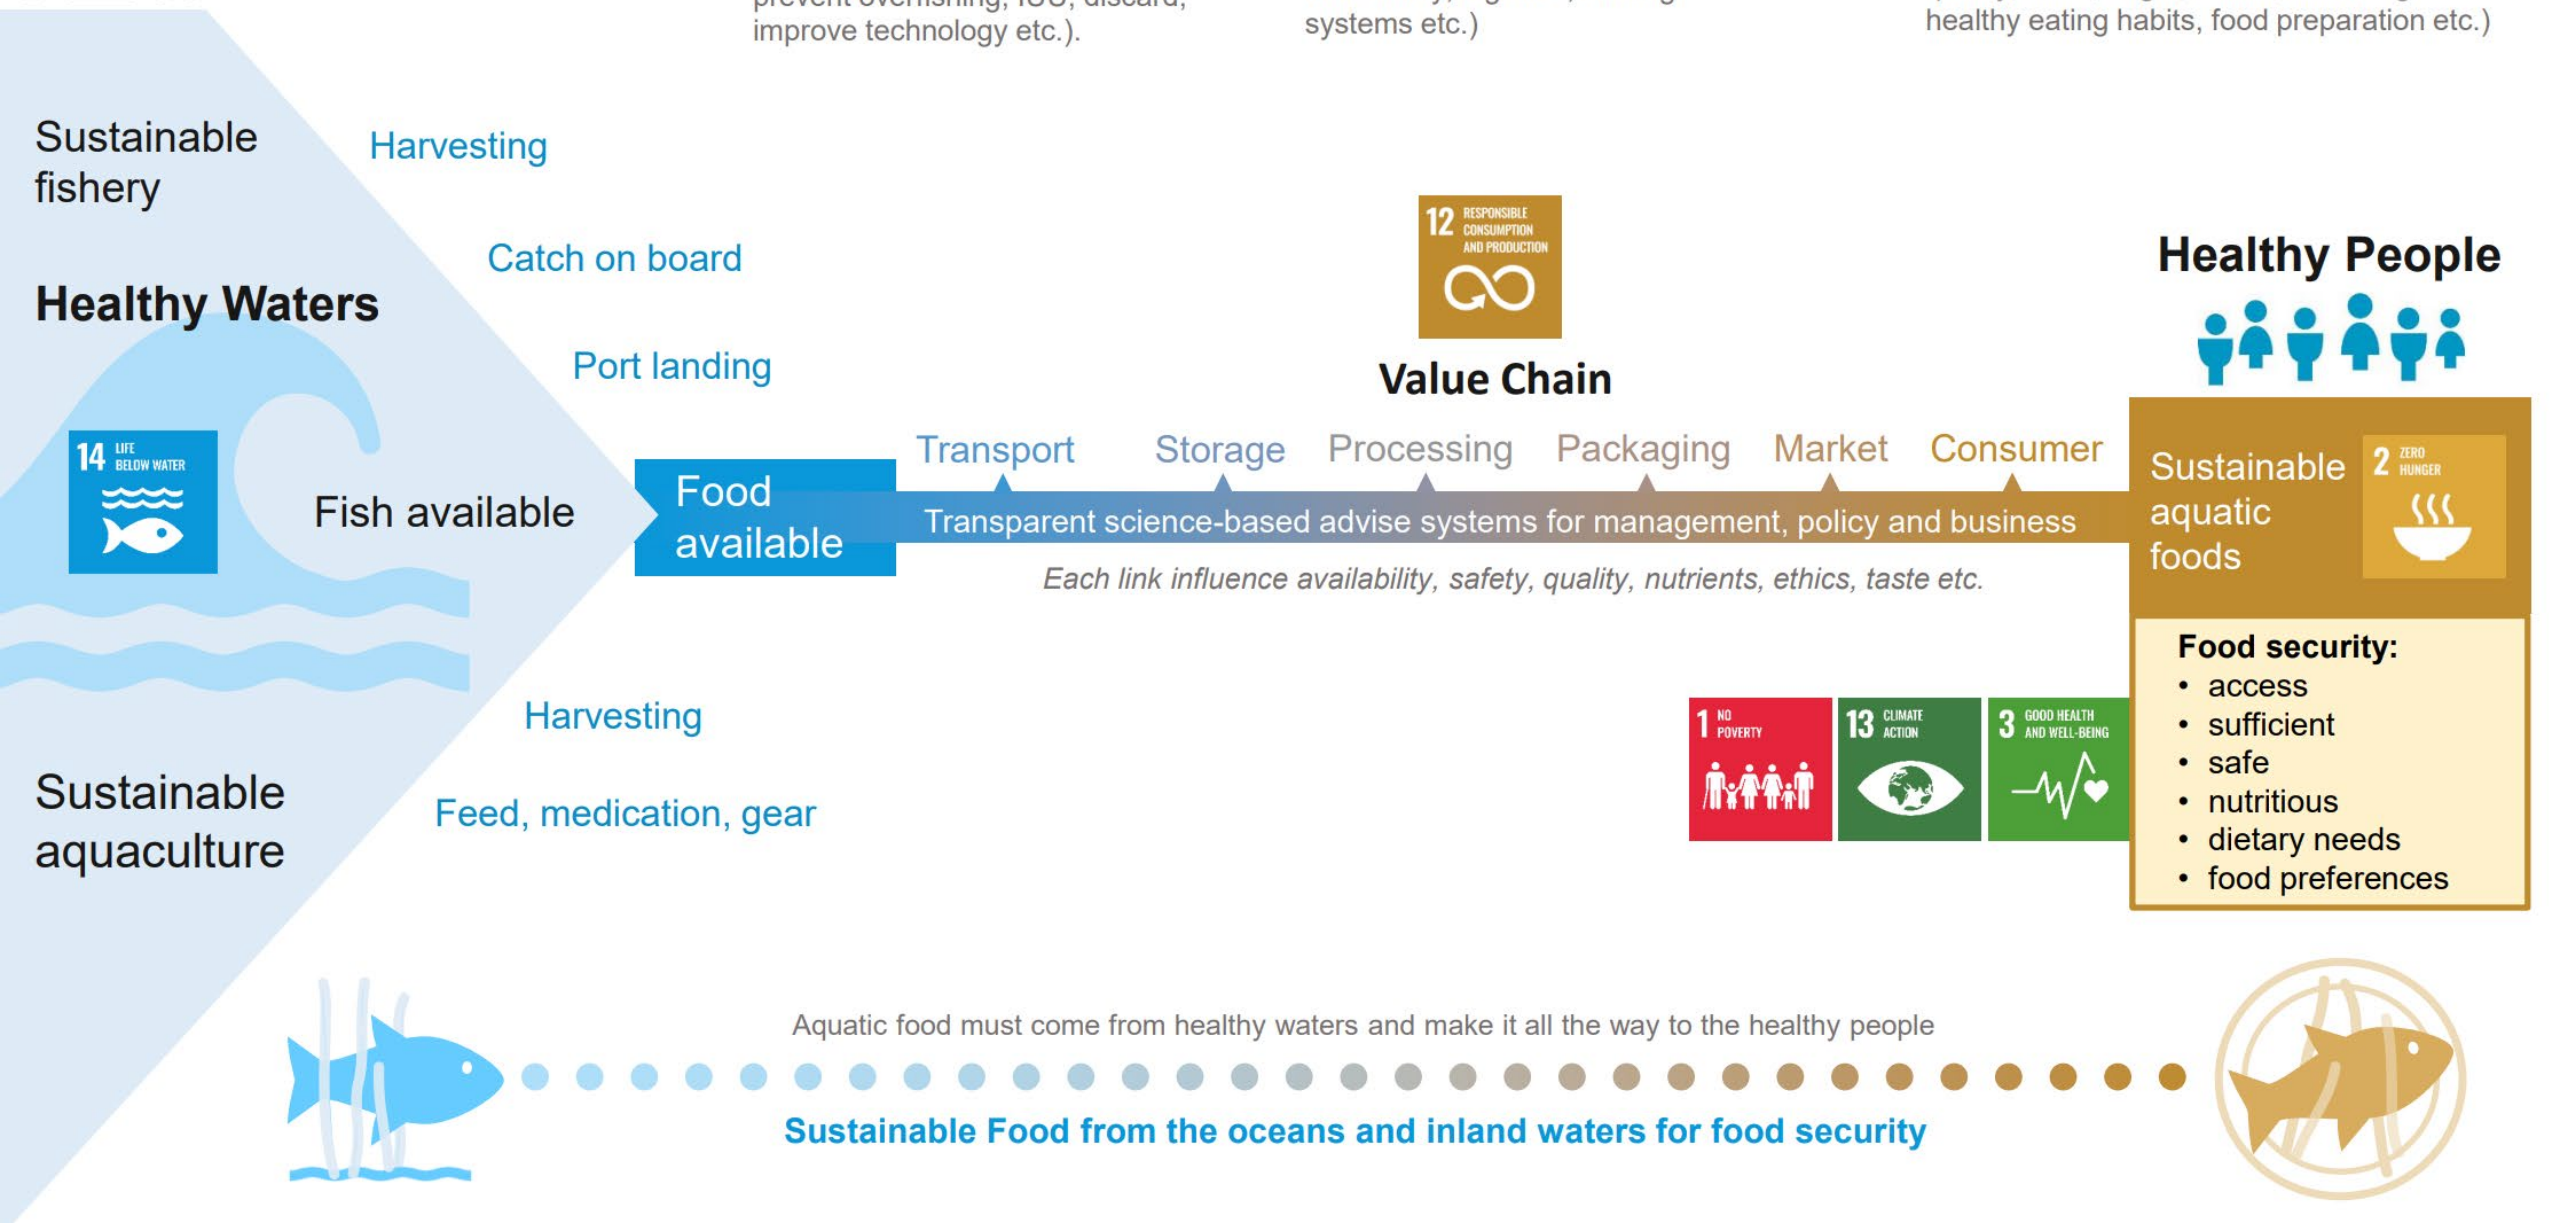 improve technology etc.).
systems etc.)
healthy eating habits, food preparation etc.)
Sustainable
fishery
Harvesting
Catch on board
Healthy Waters
Port landing
14 LIFE
BELOW WATER
Fish available
Food
available
12 RESPONSIBLE
CONSUMPTION
AND PRODUCTION
Value Chain
Transport Storage Processing Packaging Market Consumer
Transparent science-based advise systems for management, policy and business
Each link influence availability, safety, quality, nutrients, ethics, taste etc.
Healthy People
Sustainable
aquatic
foods
2 ZERO
HUNGER
Food security:
• access
• sufficient
• safe
• nutritious
• dietary needs
• food preferences
1 NO
POVERTY
13 CLIMATE
ACTION
3 GOOD HEALTH
AND WELL-BEING
Harvesting
Sustainable
aquaculture
Feed, medication, gear
Aquatic food must come from healthy waters and make it all the way to the healthy people
Sustainable Food from the oceans and inland waters for food security